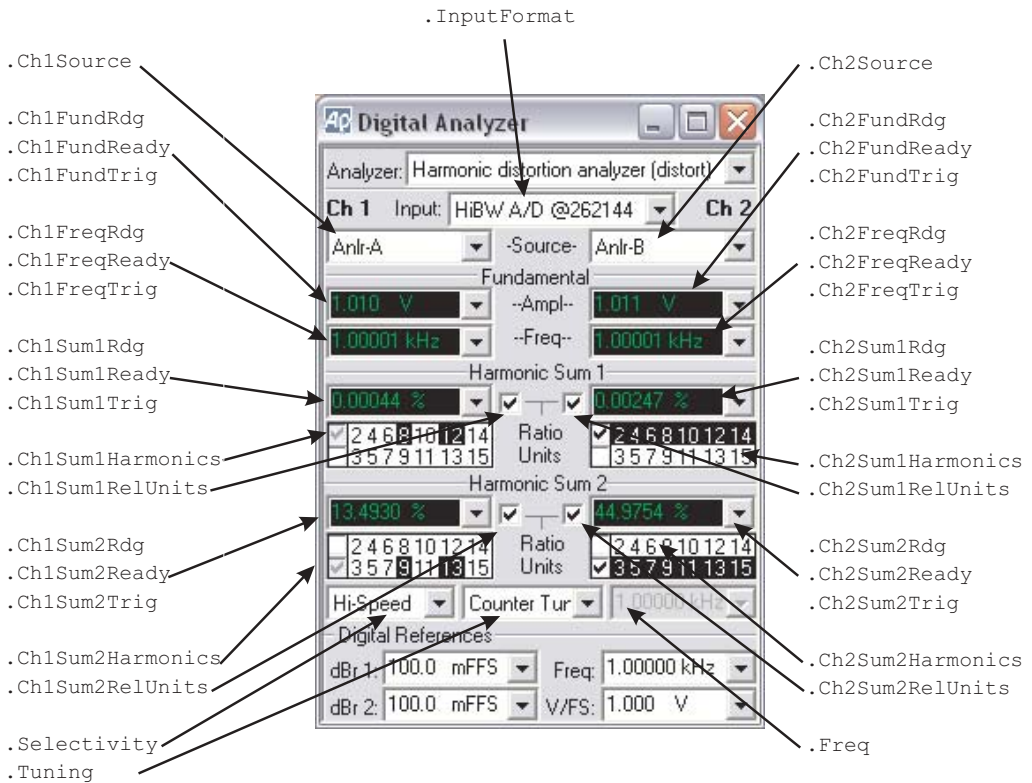 .InputFormat
.Ch1Source
.Ch2Source
.Ch1FundRdg
.Ch1FundReady
.Ch1FundTrig
.Ch2FundRdg
.Ch2FundReady
.Ch2FundTrig
.Ch1FreqRdg
.Ch1FreqReady
.Ch1FreqTrig
.Ch2FreqRdg
.Ch2FreqReady
.Ch2FreqTrig
.Ch1Sum1Rdg
.Ch1Sum1Ready
.Ch1Sum1Trig
.Ch2Sum1Rdg
.Ch2Sum1Ready
.Ch2Sum1Trig
.Ch1Sum1Harmonics
.Ch1Sum1RelUnits
.Ch2Sum1Harmonics
.Ch2Sum1RelUnits
.Ch1Sum2Rdg
.Ch1Sum2Ready
.Ch1Sum2Trig
.Ch2Sum2Rdg
.Ch2Sum2Ready
.Ch2Sum2Trig
.Ch1Sum2Harmonics
.Ch1Sum2RelUnits
.Ch2Sum2Harmonics
.Ch2Sum2RelUnits
.Selectivity
.Tuning
.Freq
Ap Digital Analyzer
Analyzer: Harmonic distortion analyzer (distort)
Ch 1 Input: HiBW A/D @262144 Ch 2
Anlr-A -Source- Anlr-B
Fundamental
1.010 V --Ampl-- 1.011 V
1.00001 kHz --Freq-- 1.00001 kHz
Harmonic Sum 1
0.00044 % 0.00247 %
2 4 6 8 10 12 14 Ratio 2 4 6 8 10 12 14
3 5 7 9 11 13 15 Units 3 5 7 9 11 13 15
Harmonic Sum 2
13.4930 % 44.9754 %
2 4 6 8 10 12 14 Ratio 2 4 6 8 10 12 14
3 5 7 9 11 13 15 Units 3 5 7 9 11 13 15
Hi-Speed Counter Tur 1.00000 kHz
Digital References
dBr 1: 100.0 mFFS Freq: 1.00000 kHz
dBr 2: 100.0 mFFS V/FS: 1.000 V